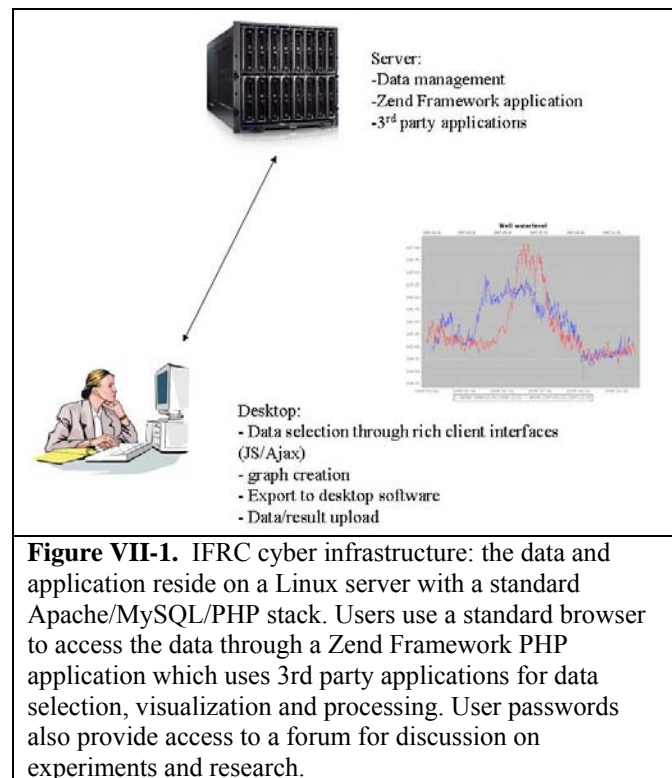 Server:
-Data management
-Zend Framework application
-3rd party applications
Well waterlevel
Desktop:
- Data selection through rich client interfaces
(JS/Ajax)
- graph creation
- Export to desktop software
- Data/result upload
Figure VII-1. IFRC cyber infrastructure: the data and
application reside on a Linux server with a standard
Apache/MySQL/PHP stack. Users use a standard browser
to access the data through a Zend Framework PHP
application which uses 3rd party applications for data
selection, visualization and processing. User passwords
also provide access to a forum for discussion on
experiments and research.